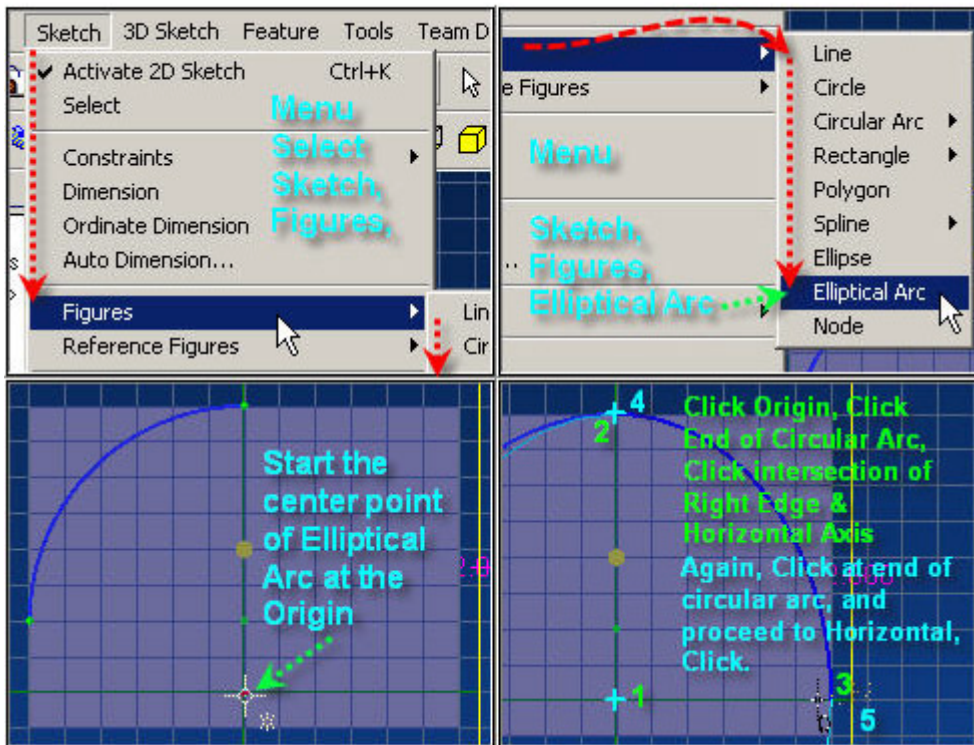 Sketch 3D Sketch Feature Tools Team D
Activate 2D Sketch Ctrl+K
Select
Constraints
Dimension
Ordinate Dimension
Auto Dimension...
Figures
Reference Figures
Lin
Cir
Menu
Select
Sketch,
Figures,
e Figures
Menu
Sketch,
Figures,
Elliptical Arc
Line
Circle
Circular Arc
Rectangle
Polygon
Spline
Ellipse
Elliptical Arc
Node
Start the
center point
of Elliptical
Arc at the
Origin
4
2
1
3
5
Click Origin, Click
End of Circular Arc,
Click intersection of
Right Edge &
Horizontal Axis
Again, Click at end of
circular arc, and
proceed to Horizontal,
Click.